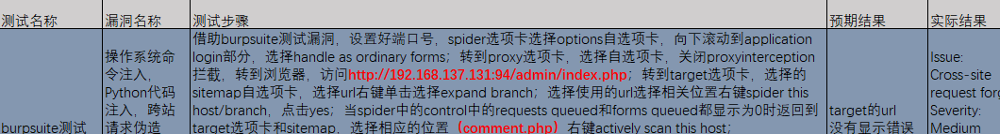 测试名称 漏洞名称 测试步骤 预期结果 实际结果
burpsuite测试
操作系统命
令注入，
Python代码
注入，跨站
请求伪造
借助burpsuite测试漏洞，设置好端口号，spider选项卡选择options自选项卡，向下滚动到application
login部分，选择handle as ordinary forms；转到proxy选项卡，选择自选项卡，关闭proxyinterception
拦截，转到浏览器，访问http://192.168.137.131:94/admin/index.php；转到target选项卡，选择的
sitemap自选项卡，选择url右键单击选择expand branch；选择使用的url选择相关位置右键spider this
host/branch，点击yes；当spider中的control中的requests queued和forms queued都显示为0时返回到
target选项卡和sitemap，选择相应的位置（comment.php）右键actively scan this host；
target的url
没有显示错误
Issue:
Cross-site
request forg
Severity:
Medium